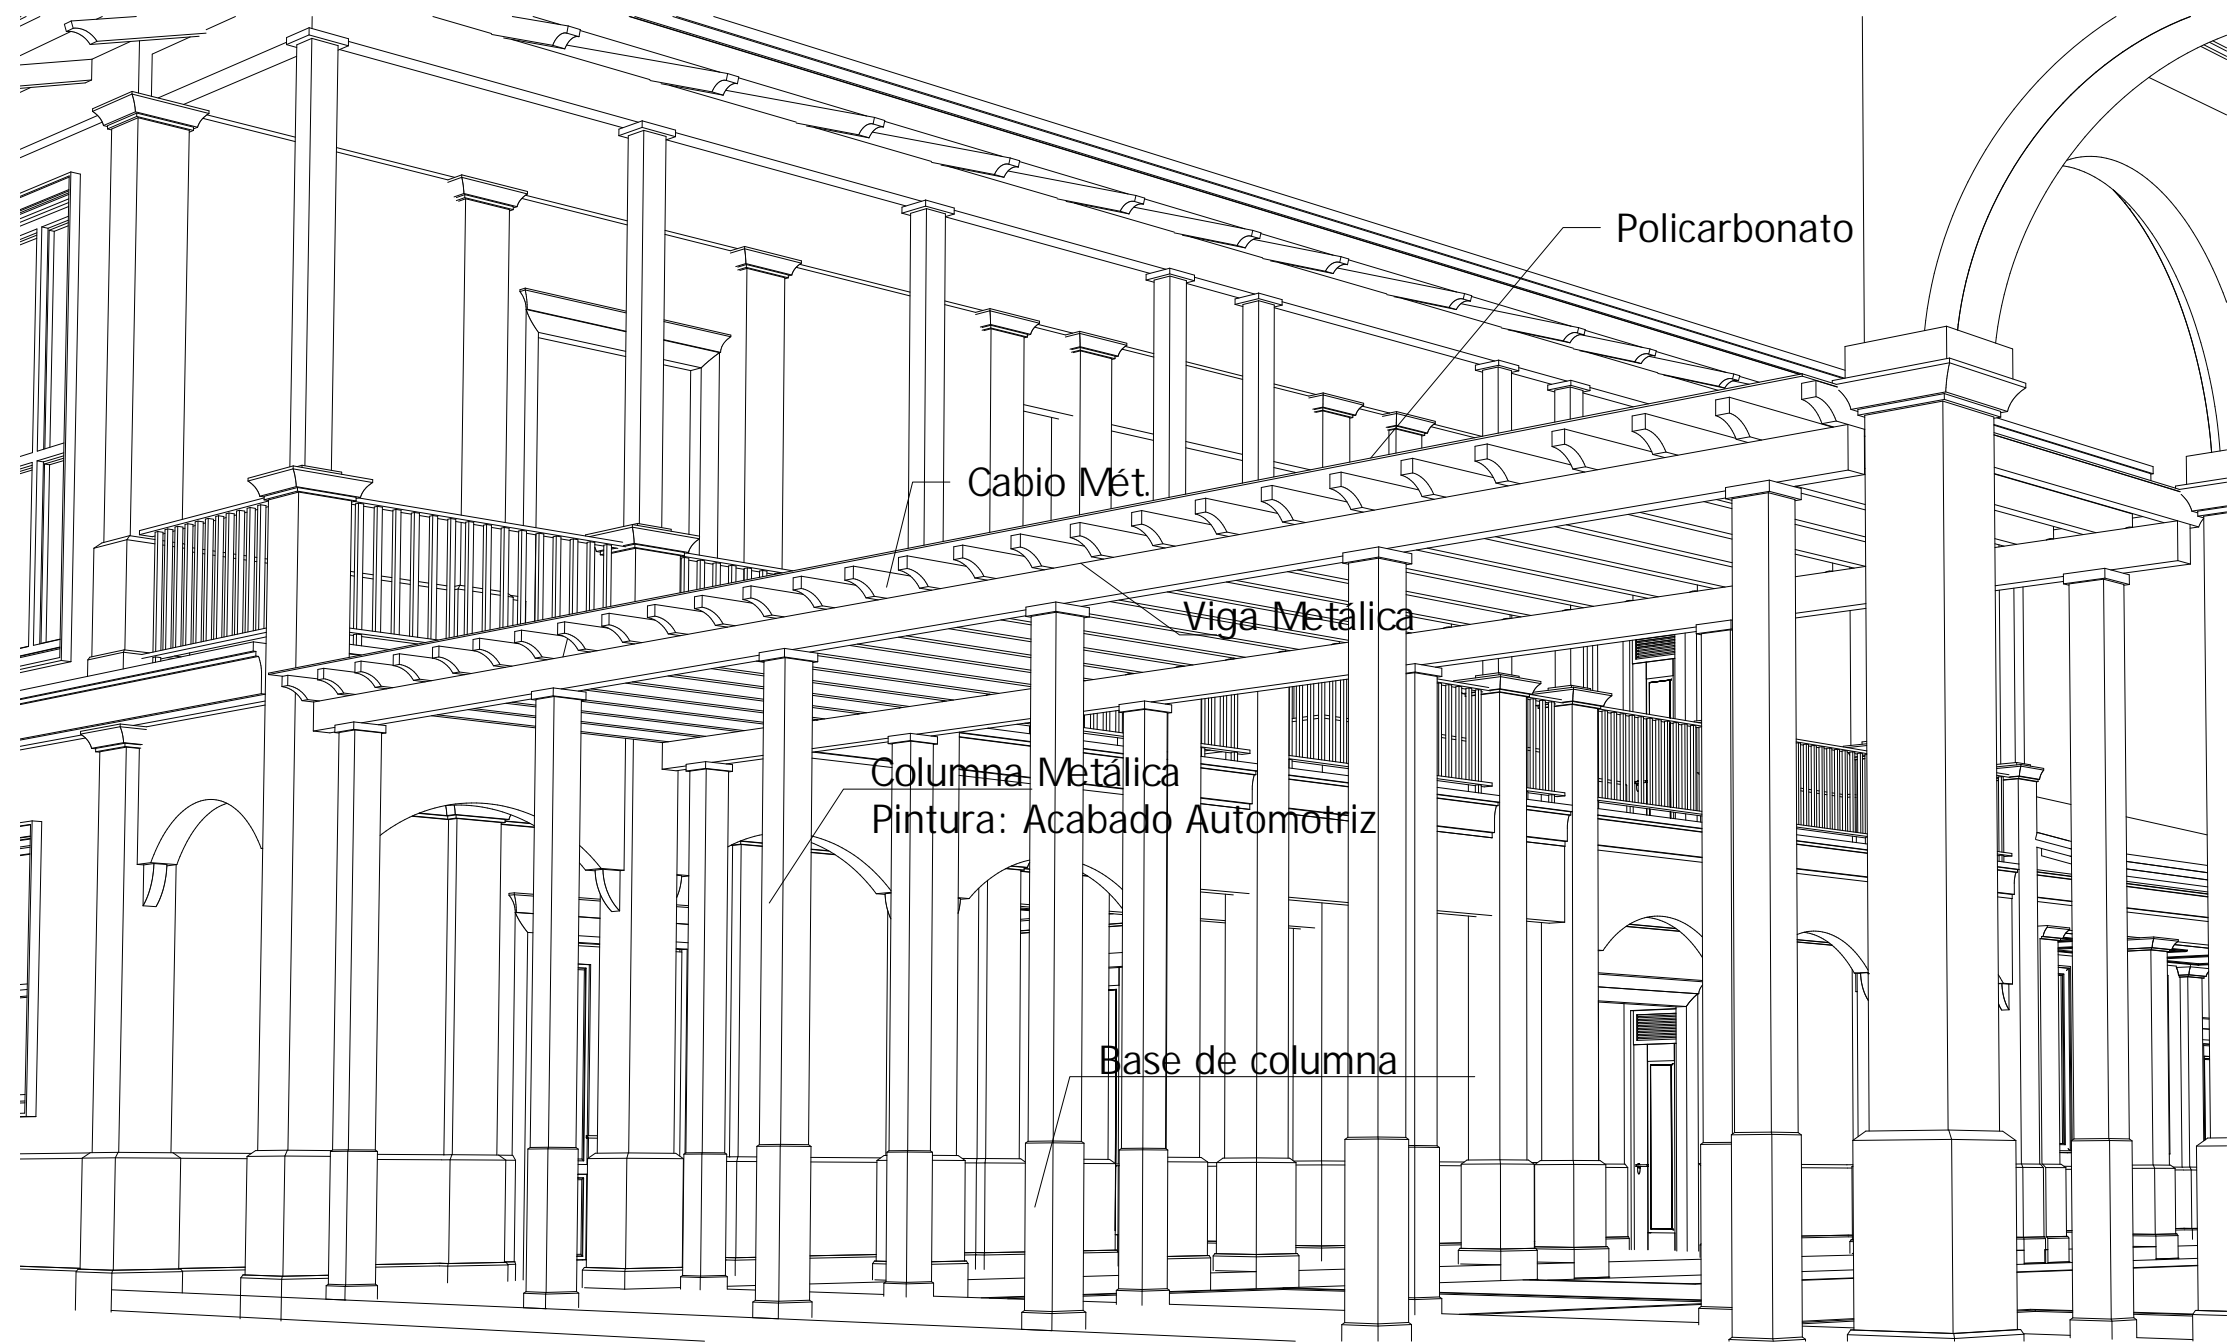 Policarbonato
Cabio Mét.
Viga Metálica
Columna Metálica
Pintura: Acabado Automotriz
Base de columna